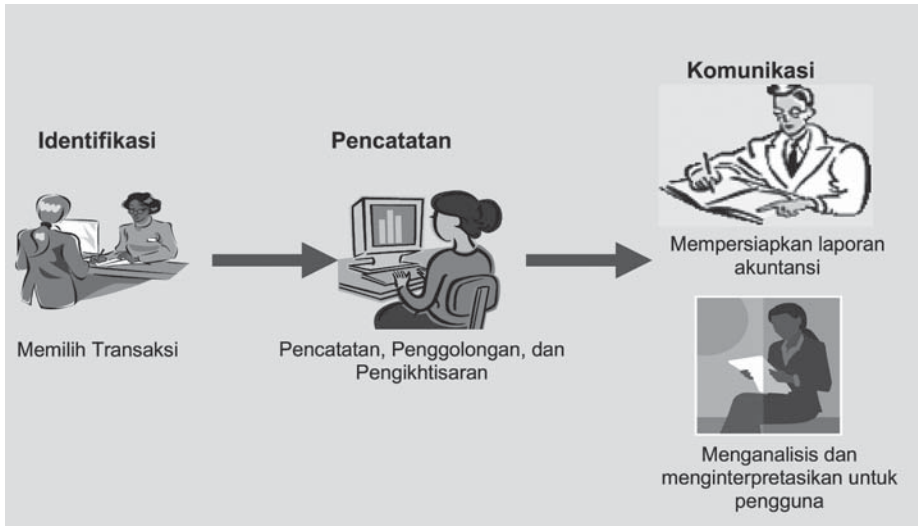 Identifikasi
Memilih Transaksi
Pencatatan
Pencatatan, Penggolongan, dan
Pengikhtisaran
Komunikasi
Mempersiapkan laporan
akuntansi
Menganalisis dan
menginterpretasikan untuk
pengguna